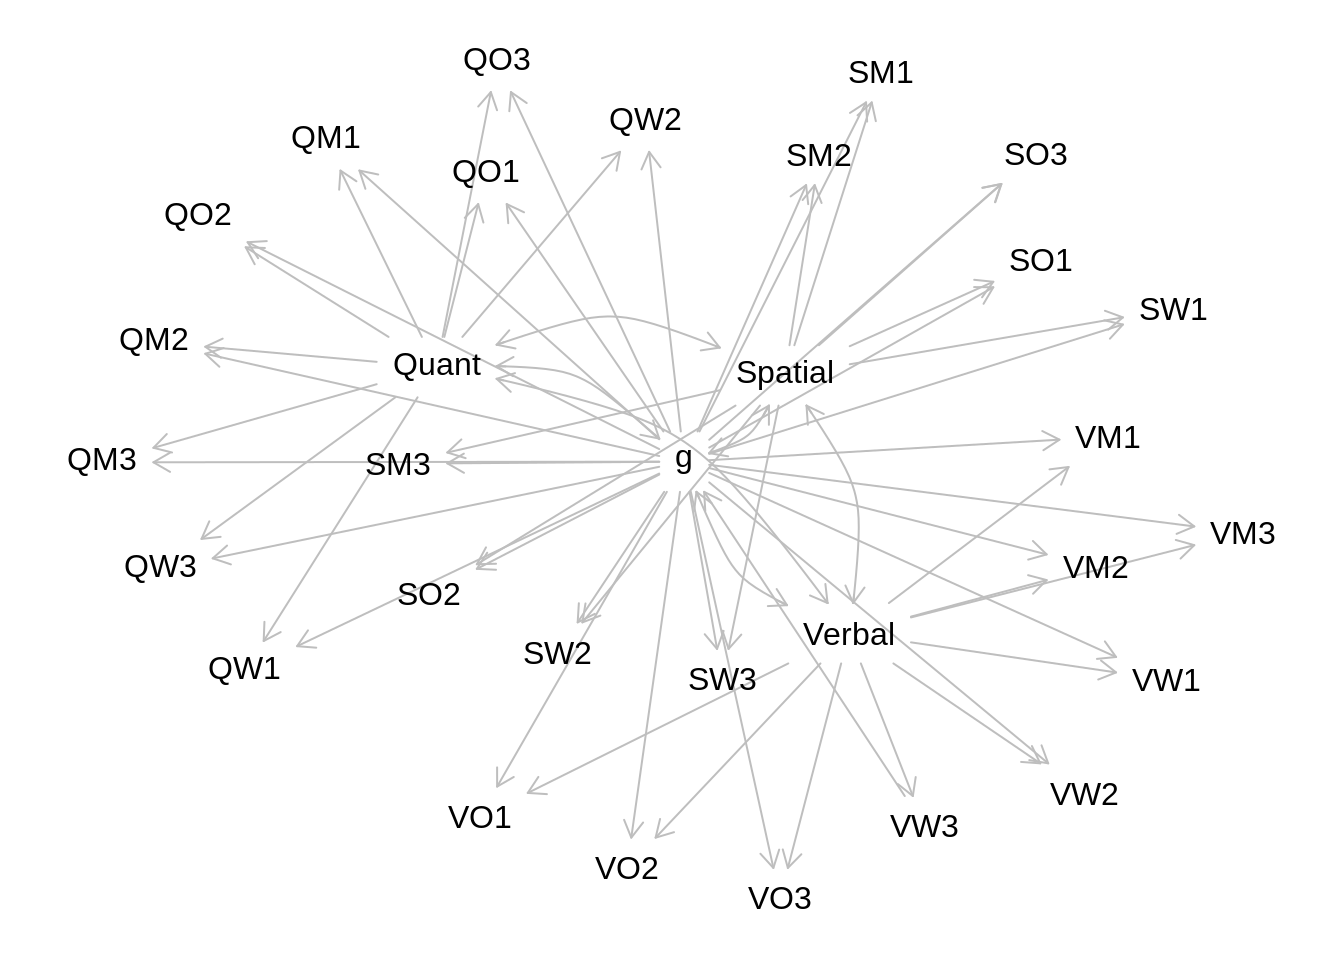 QO3
SM1
QW2
QM1
SM2
SO3
QO1
QO2
SO1
SW1
QM2
Quant
Spatial
VM1
QM3
SM3
g
VM3
QW3
VM2
SO2
Verbal
SW2
QW1
SW3
VW1
VW2
VO1
VW3
VO2
VO3